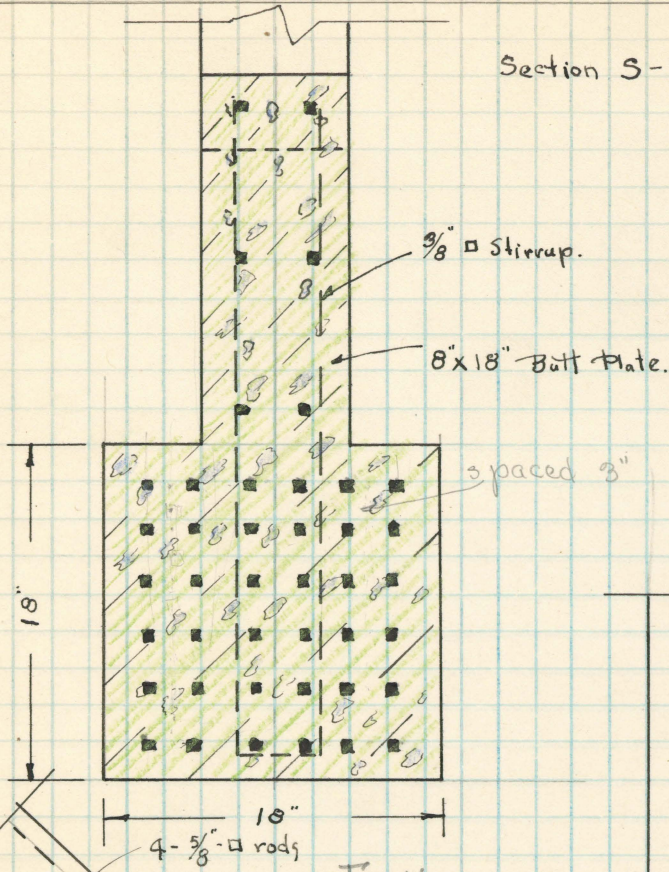 Section S-
3/8" □ Stirrup.
8"x18" Butt Plate.
spaced 3"
18"
18"
4-5/8"-□ rods